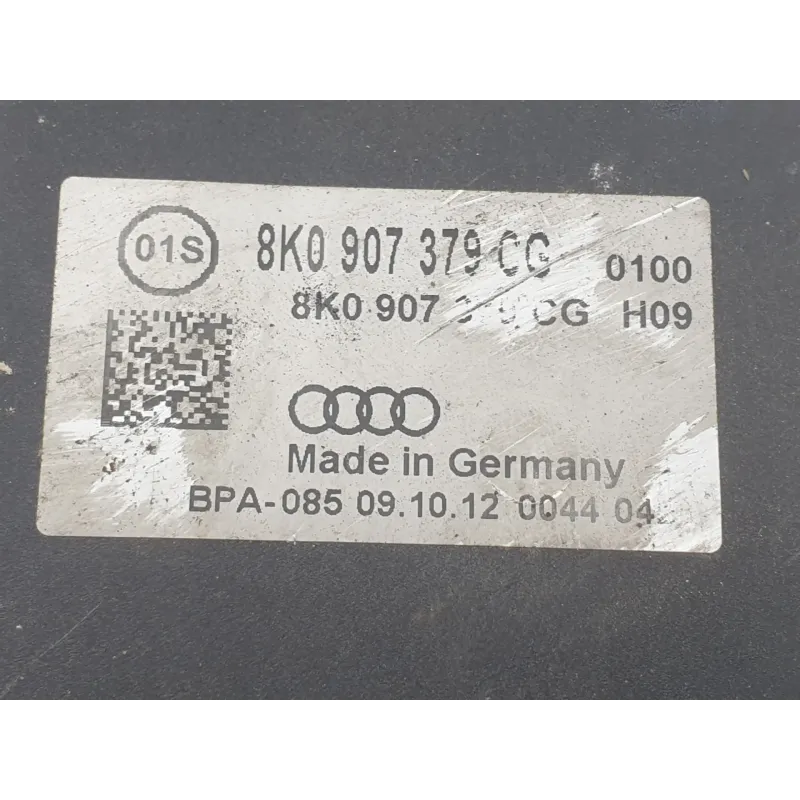 01S 8K0 907 379 CG 0100
8K0 907 379 CG H09
Made in Germany
BPA-085 09.10.12 0044 04